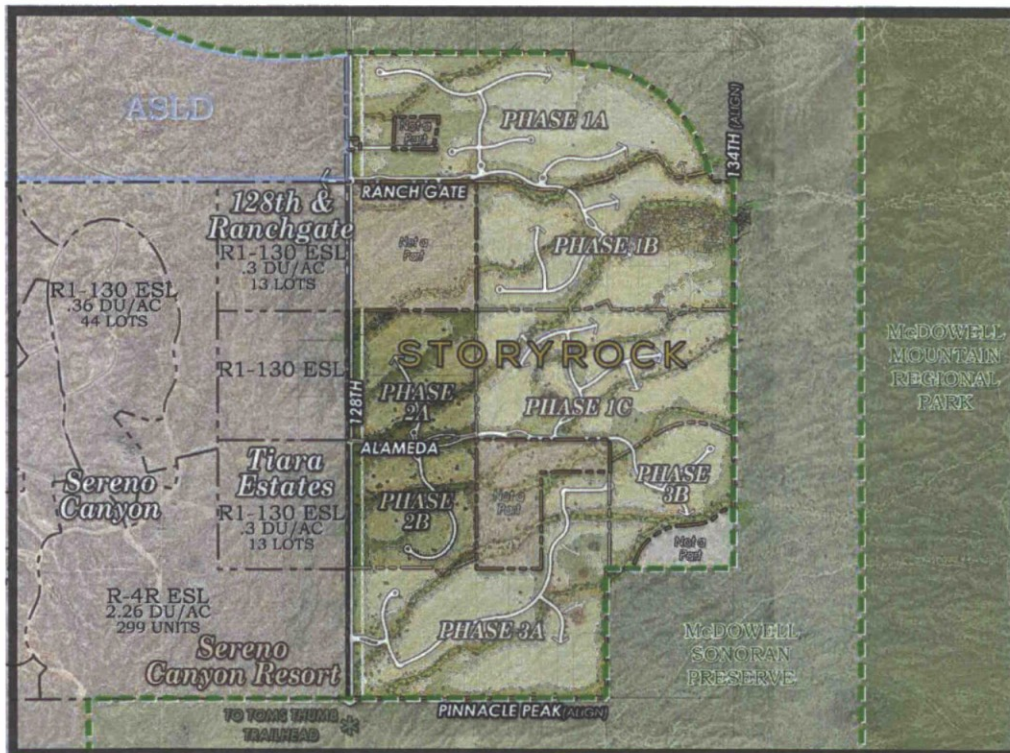 ASLD
PHASE 1A
Not a
Part
134TH (ALIGN)
RANCH GATE
128th &
Ranchgate
R1-130 ESL
.3 DU/AC
13 LOTS
Not a
Part
PHASE 1B
R1-130 ESL
.36 DU/AC
44 LOTS
McDOWELL
MOUNTAIN
REGIONAL
PARK
STORYROCK
R1-130 ESL
128TH
PHASE
2A
PHASE 1C
ALAMEDA
Tiara
Estates
R1-130 ESL
.3 DU/AC
13 LOTS
Sereno
Canyon
PHASE
2B
Not a
Part
PHASE
3B
Not a
Part
R-4R ESL
2.26 DU/AC
299 UNITS
Sereno
Canyon Resort
PHASE 3A
McDOWELL
SONORAN
PRESERVE
PINNACLE PEAK (ALIGN)
TO TOMS THUMB
TRAILHEAD